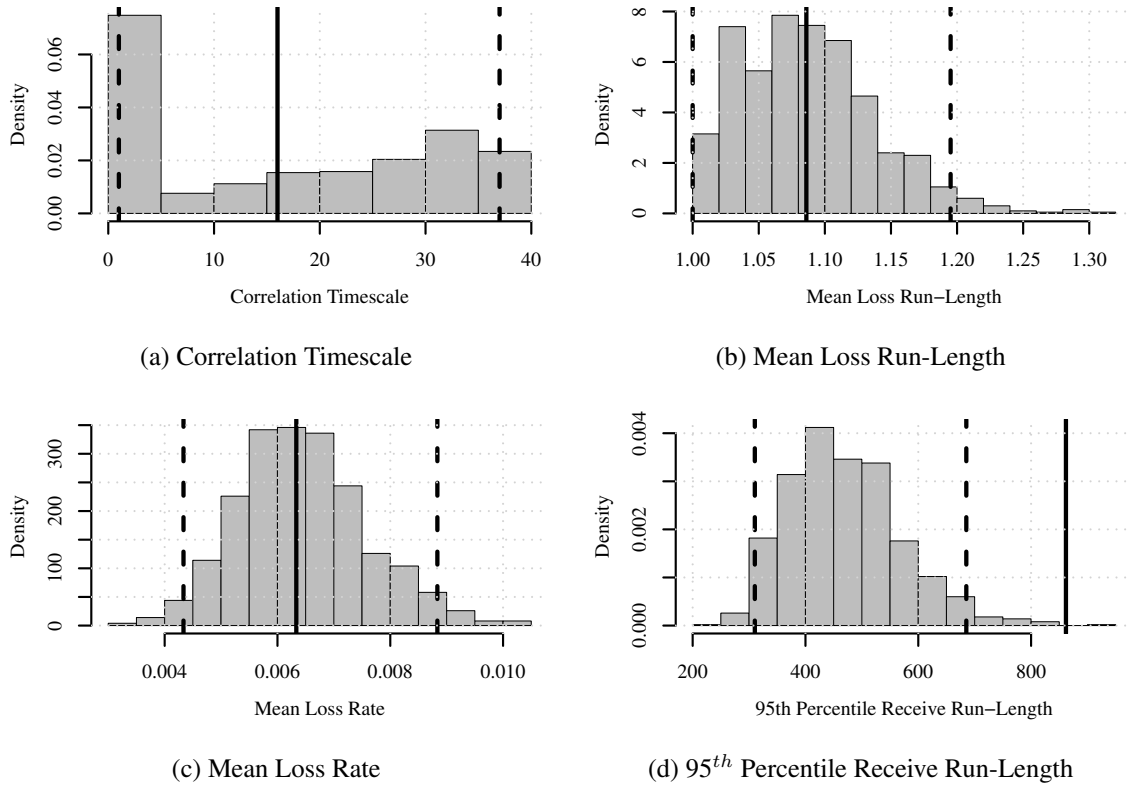 Density
0.00 0.02 0.04 0.06
0 10 20 30 40
Correlation Timescale
(a) Correlation Timescale
Density
0 2 4 6 8
1.00 1.05 1.10 1.15 1.20 1.25 1.30
Mean Loss Run−Length
(b) Mean Loss Run-Length
Density
0 50 100 200 300
0.004 0.006 0.008 0.010
Mean Loss Rate
(c) Mean Loss Rate
Density
0.000 0.002 0.004
200 400 600 800
95th Percentile Receive Run−Length
(d) 95th Percentile Receive Run-Length